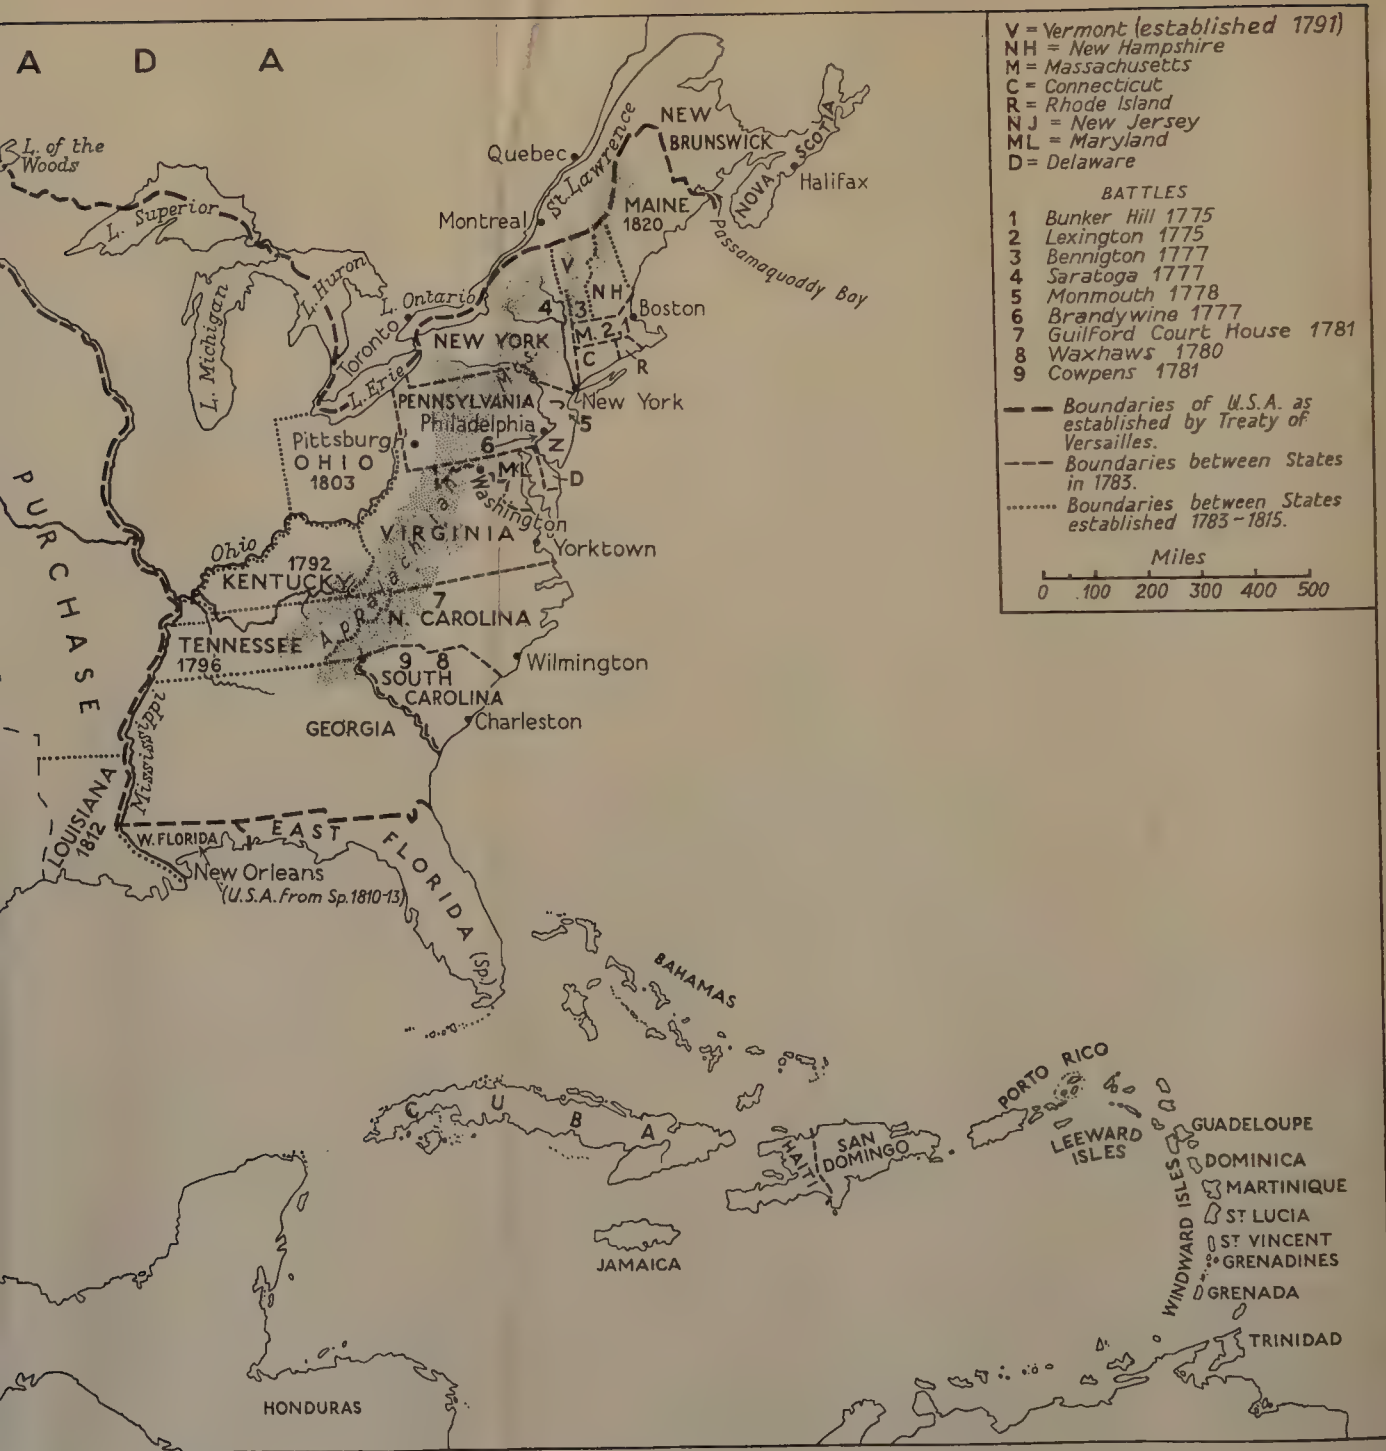 A D A
L. of the
Woods
L. Superior
L. Michigan
L. Huron
L. Ontario
Toronto
L. Erie
Quebec
St. Lawrence
Montreal
NEW
BRUNSWICK
NOVA SCOTIA
Halifax
MAINE
1820
Passamaquoddy Bay
V
NH
Boston
4
3
M
2
1
C
R
NEW YORK
New York
PENNSYLVANIA
Philadelphia
NJ
5
Pittsburgh
6
OHIO
1803
ML
D
Washington
VIRGINIA
Yorktown
Ohio
1792
KENTUCKY
Appalachian Mts.
7
N. CAROLINA
TENNESSEE
1796
9 8
Wilmington
SOUTH
CAROLINA
GEORGIA
Charleston
PURCHASE
Mississippi
LOUISIANA
1812
W. FLORIDA
EAST
FLORIDA (Sp.)
New Orleans
(U.S.A. from Sp. 1810-13)
BAHAMAS
CUBA
HAITI
SAN
DOMINGO
PORTO RICO
LEEWARD
ISLES
JAMAICA
GUADELOUPE
DOMINICA
MARTINIQUE
ST LUCIA
ST VINCENT
GRENADINES
GRENADA
WINDWARD ISLES
TRINIDAD
HONDURAS
V = Vermont (established 1791)
NH = New Hampshire
M = Massachusetts
C = Connecticut
R = Rhode Island
NJ = New Jersey
ML = Maryland
D = Delaware
BATTLES
1 Bunker Hill 1775
2 Lexington 1775
3 Bennington 1777
4 Saratoga 1777
5 Monmouth 1778
6 Brandywine 1777
7 Guilford Court House 1781
8 Waxhaws 1780
9 Cowpens 1781
Boundaries of U.S.A. as
established by Treaty of
Versailles.
Boundaries between States
in 1783.
Boundaries between States
established 1783-1815.
Miles
0 100 200 300 400 500